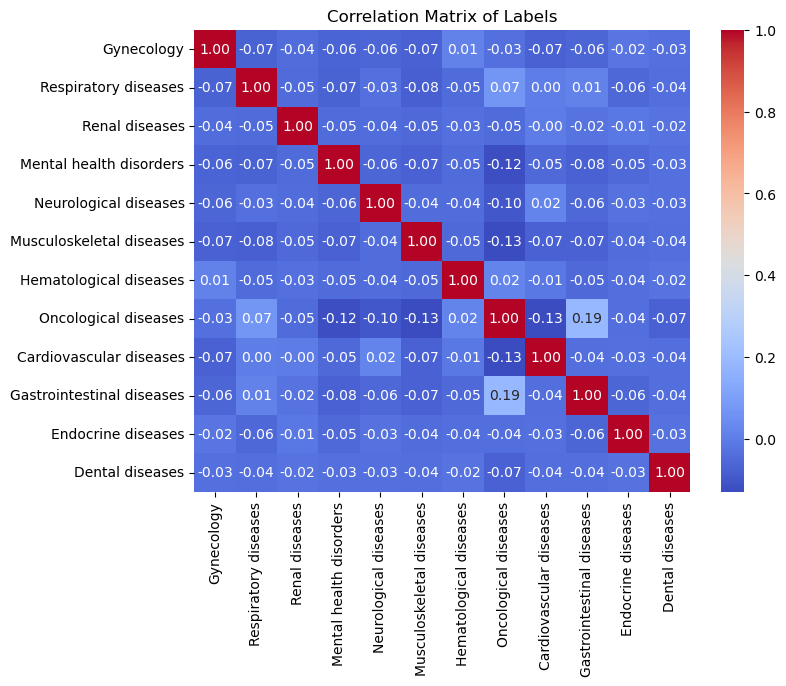 Correlation Matrix of Labels
Gynecology 1.00 -0.07 -0.04 -0.06 -0.06 -0.07 0.01 -0.03 -0.07 -0.06 -0.02 -0.03
Respiratory diseases -0.07 1.00 -0.05 -0.07 -0.03 -0.08 -0.05 0.07 0.00 0.01 -0.06 -0.04
Renal diseases -0.04 -0.05 1.00 -0.05 -0.04 -0.05 -0.03 -0.05 -0.00 -0.02 -0.01 -0.02
Mental health disorders -0.06 -0.07 -0.05 1.00 -0.06 -0.07 -0.05 -0.12 -0.05 -0.08 -0.05 -0.03
Neurological diseases -0.06 -0.03 -0.04 -0.06 1.00 -0.04 -0.04 -0.10 0.02 -0.06 -0.03 -0.03
Musculoskeletal diseases -0.07 -0.08 -0.05 -0.07 -0.04 1.00 -0.05 -0.13 -0.07 -0.07 -0.04 -0.04
Hematological diseases 0.01 -0.05 -0.03 -0.05 -0.04 -0.05 1.00 0.02 -0.01 -0.05 -0.04 -0.02
Oncological diseases -0.03 0.07 -0.05 -0.12 -0.10 -0.13 0.02 1.00 -0.13 0.19 -0.04 -0.07
Cardiovascular diseases -0.07 0.00 -0.00 -0.05 0.02 -0.07 -0.01 -0.13 1.00 -0.04 -0.03 -0.04
Gastrointestinal diseases -0.06 0.01 -0.02 -0.08 -0.06 -0.07 -0.05 0.19 -0.04 1.00 -0.06 -0.04
Endocrine diseases -0.02 -0.06 -0.01 -0.05 -0.03 -0.04 -0.04 -0.04 -0.03 -0.06 1.00 -0.03
Dental diseases -0.03 -0.04 -0.02 -0.03 -0.03 -0.04 -0.02 -0.07 -0.04 -0.04 -0.03 1.00
Gynecology
Respiratory diseases
Renal diseases
Mental health disorders
Neurological diseases
Musculoskeletal diseases
Hematological diseases
Oncological diseases
Cardiovascular diseases
Gastrointestinal diseases
Endocrine diseases
Dental diseases
1.0
0.8
0.6
0.4
0.2
0.0